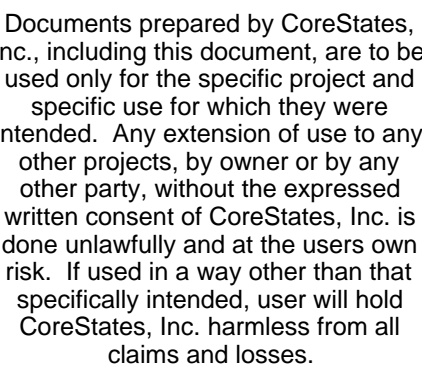 Documents prepared by CoreStates,
nc., including this document, are to be
used only for the specific project and
specific use for which they were
ntended.  Any extension of use to any
other projects, by owner or by any
other party, without the expressed
written consent of CoreStates, Inc. is
done unlawfully and at the users own
risk.  If used in a way other than that
specifically intended, user will hold
CoreStates, Inc. harmless from all
claims and losses.